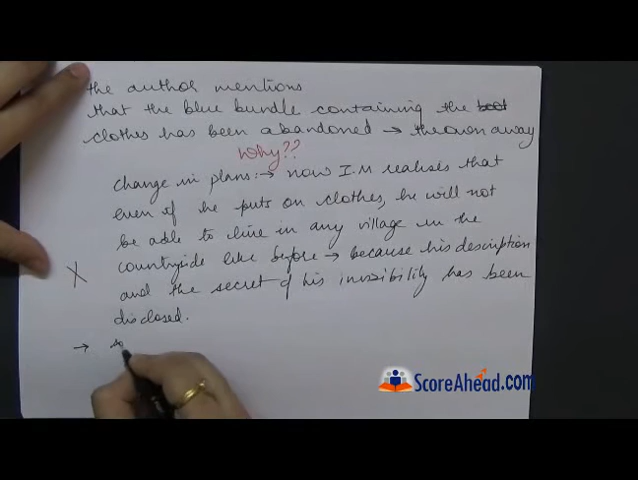 the author mentions
that the blue bundle containing the
clothes has been abandoned → thrown away
Why??
change in plans:→ now I.M realises that
even if he puts on clothes, he will not
be able to live in any village in the
countryside like before → because his description
X and the secret of his invisibility has been
disclosed.
→
ScoreAhead.com